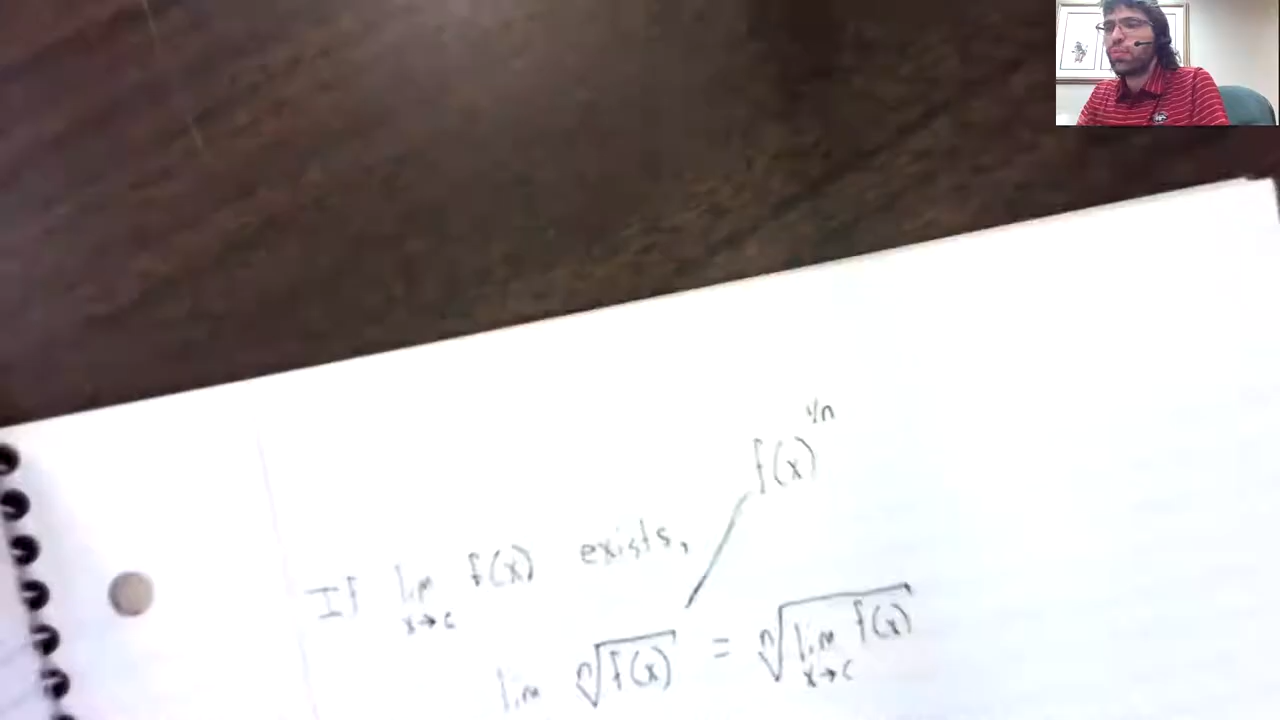 f(x)^{1/n}
If lim_{x→c} f(x) exists,
lim ⁿ√f(x) = ⁿ√lim_{x→c} f(x)